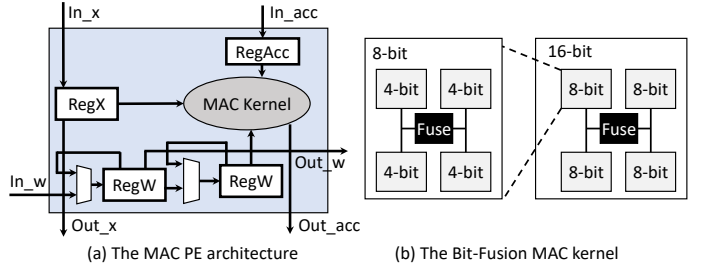 In_x
In_acc
RegAcc
RegX
MAC Kernel
Out_w
In_w
RegW
RegW
Out_x
Out_acc
(a) The MAC PE architecture
8-bit
4-bit
4-bit
Fuse
4-bit
4-bit
16-bit
8-bit
8-bit
Fuse
8-bit
8-bit
(b) The Bit-Fusion MAC kernel